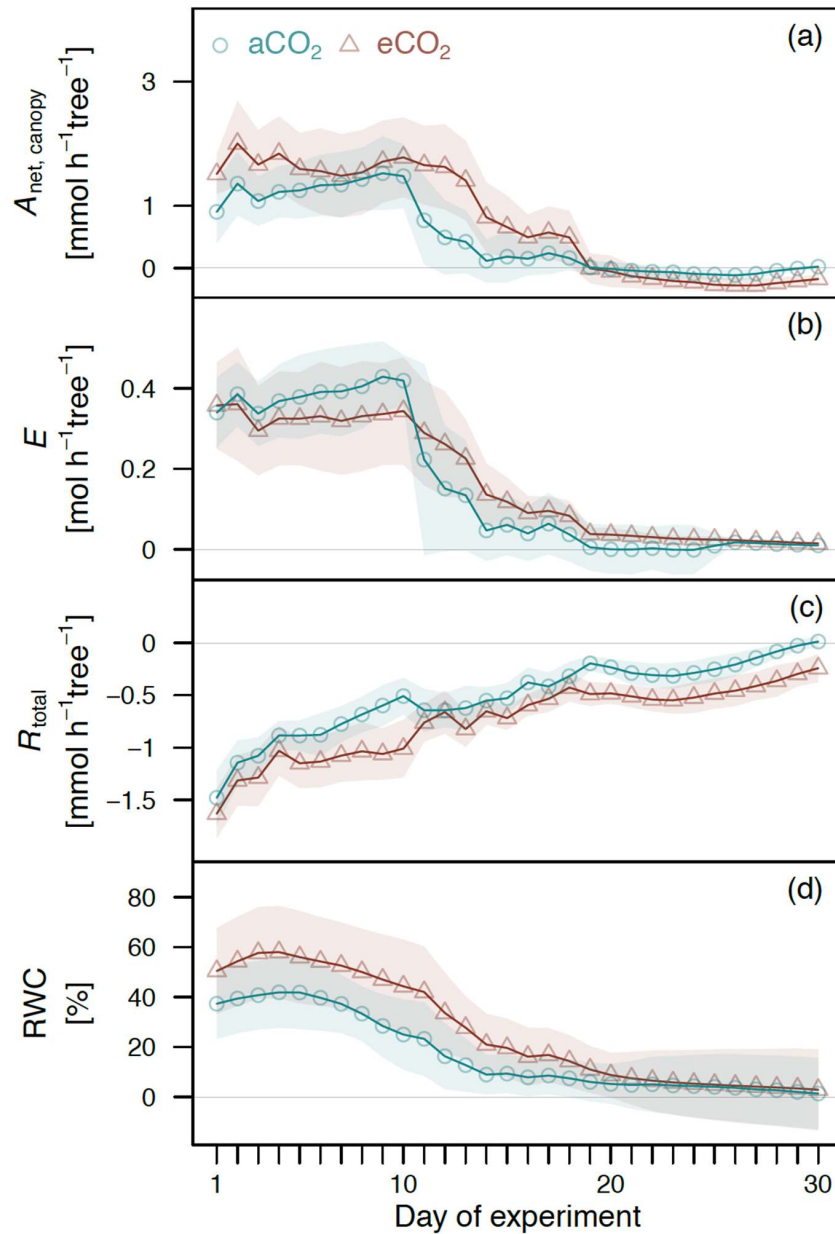 (a)
aCO₂ eCO₂
A net, canopy
[mmol h⁻¹tree⁻¹]
3
1
0
(b)
E
[mol h⁻¹tree⁻¹]
0.4
0.2
0
(c)
R total
[mmol h⁻¹tree⁻¹]
0
−0.5
−1
−1.5
(d)
RWC
[%]
80
60
40
20
0
1 10 20 30
Day of experiment